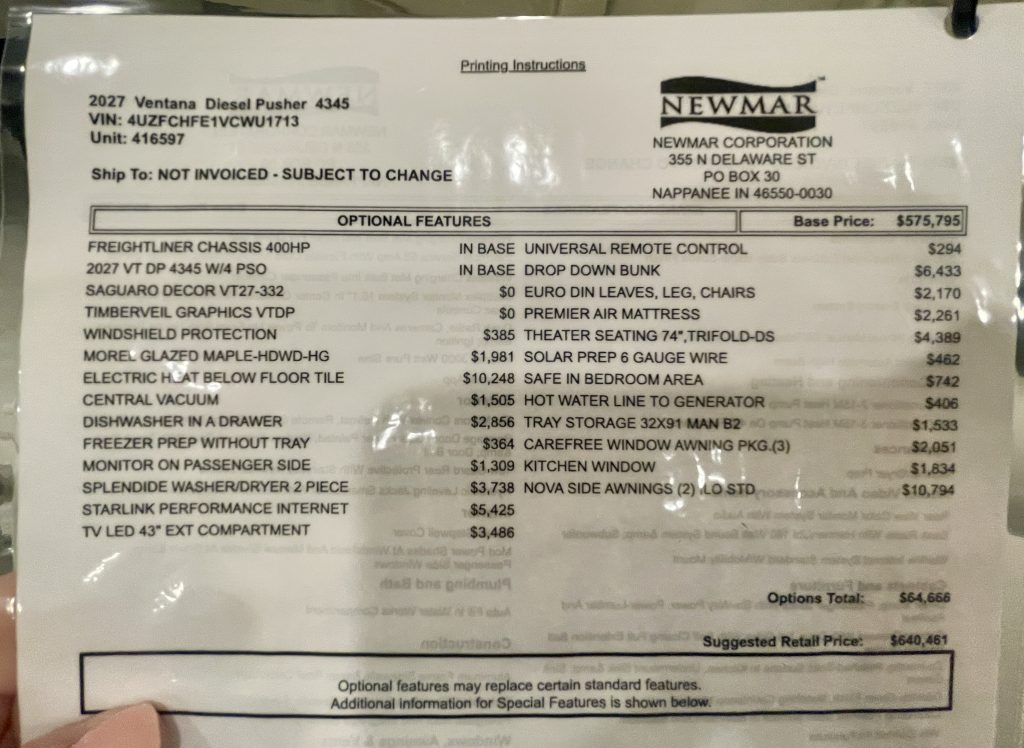 Printing Instructions
2027 Ventana Diesel Pusher 4345
VIN: 4UZFCHFE1VCWU1713
Unit: 416597
Ship To: NOT INVOICED - SUBJECT TO CHANGE
NEWMAR™
NEWMAR CORPORATION
355 N DELAWARE ST
PO BOX 30
NAPPANEE IN 46550-0030
OPTIONAL FEATURES Base Price: $575,795
FREIGHTLINER CHASSIS 400HP IN BASE UNIVERSAL REMOTE CONTROL $294
2027 VT DP 4345 W/4 PSO IN BASE DROP DOWN BUNK $6,433
SAGUARO DECOR VT27-332 $0 EURO DIN LEAVES, LEG, CHAIRS $2,170
TIMBERVEIL GRAPHICS VTDP $0 PREMIER AIR MATTRESS $2,261
WINDSHIELD PROTECTION $385 THEATER SEATING 74",TRIFOLD-DS $4,389
MOREL GLAZED MAPLE-HDWD-HG $1,981 SOLAR PREP 6 GAUGE WIRE $462
ELECTRIC HEAT BELOW FLOOR TILE $10,248 SAFE IN BEDROOM AREA $742
CENTRAL VACUUM $1,505 HOT WATER LINE TO GENERATOR $406
DISHWASHER IN A DRAWER $2,856 TRAY STORAGE 32X91 MAN B2 $1,533
FREEZER PREP WITHOUT TRAY $364 CAREFREE WINDOW AWNING PKG.(3) $2,051
MONITOR ON PASSENGER SIDE $1,309 KITCHEN WINDOW $1,834
SPLENDIDE WASHER/DRYER 2 PIECE $3,738 NOVA SIDE AWNINGS (2) ILO STD $10,794
STARLINK PERFORMANCE INTERNET $5,425
TV LED 43" EXT COMPARTMENT $3,486
Options Total: $64,666
Suggested Retail Price: $640,461
Optional features may replace certain standard features.
Additional information for Special Features is shown below.